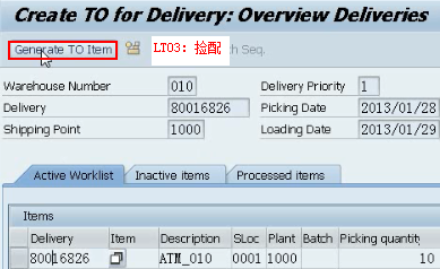 Create TO for Delivery: Overview Deliveries
Generate TO Item LT03: 捡配 h Seq.
Warehouse Number 010 Delivery Priority 1
Delivery 80016826 Picking Date 2013/01/28
Shipping Point 1000 Loading Date 2013/01/29
Active Worklist Inactive items Processed items
Items
Delivery Item Description SLoc Plant Batch Picking quantity
80016826 ATM_010 0001 1000 10